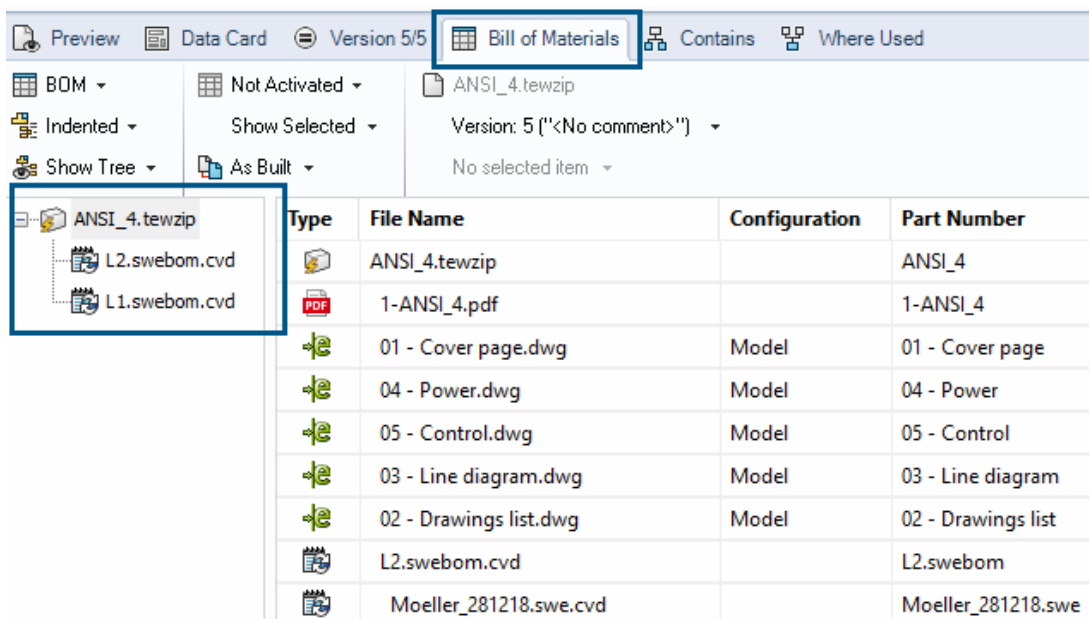 Preview Data Card Version 5/5 Bill of Materials Contains Where Used
BOM Not Activated ANSI_4.tewzip
Indented Show Selected Version: 5 ("<No comment>")
Show Tree As Built No selected item
ANSI_4.tewzip
L2.swebom.cvd
L1.swebom.cvd
Type File Name Configuration Part Number
ANSI_4.tewzip ANSI_4
PDF 1-ANSI_4.pdf 1-ANSI_4
01 - Cover page.dwg Model 01 - Cover page
04 - Power.dwg Model 04 - Power
05 - Control.dwg Model 05 - Control
03 - Line diagram.dwg Model 03 - Line diagram
02 - Drawings list.dwg Model 02 - Drawings list
L2.swebom.cvd L2.swebom
Moeller_281218.swe.cvd Moeller_281218.swe